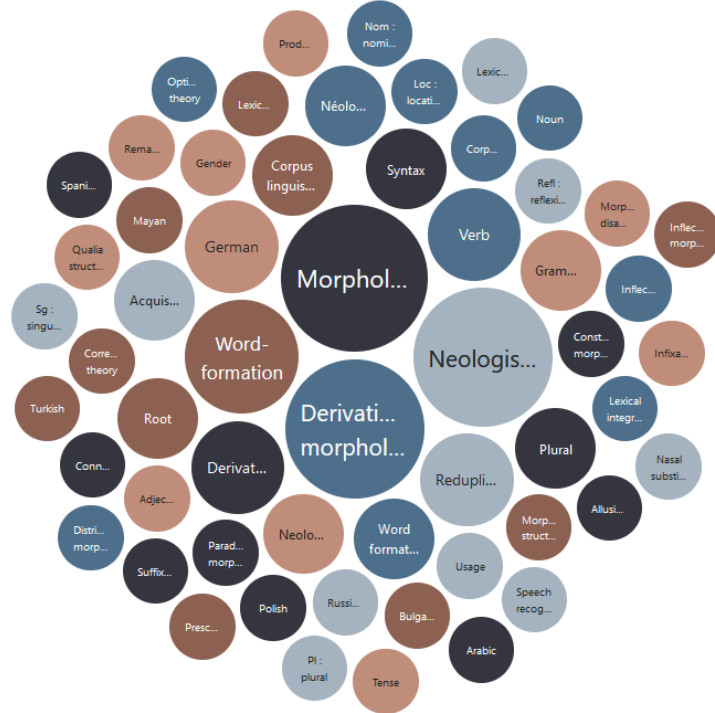 Nom :
nomi...
Prod...
Lexic...
Opti...
theory
Loc :
locati...
Lexic...
Néolo...
Noun
Rema...
Gender
Corp...
Corpus
linguis...
Syntax
Spani...
Refl :
reflexi...
Mayan
Morp...
disa...
Verb
Inflec...
morp...
German
Qualia
struct...
Gram...
Morphol...
Inflec...
Acquis...
Sg :
singu...
Const...
morp...
Infixa...
Word-
formation
Neologis...
Corre...
theory
Turkish
Lexical
integr...
Root
Derivati...
morphol...
Plural
Conn...
Derivat...
Nasal
substi...
Redupli...
Adjec...
Allusi...
Distri...
morp...
Neolo...
Word
format...
Morp...
struct...
Parad...
morp...
Suffix...
Usage
Speech
recog...
Polish
Russi...
Bulga...
Presc...
Arabic
Pl :
plural
Tense